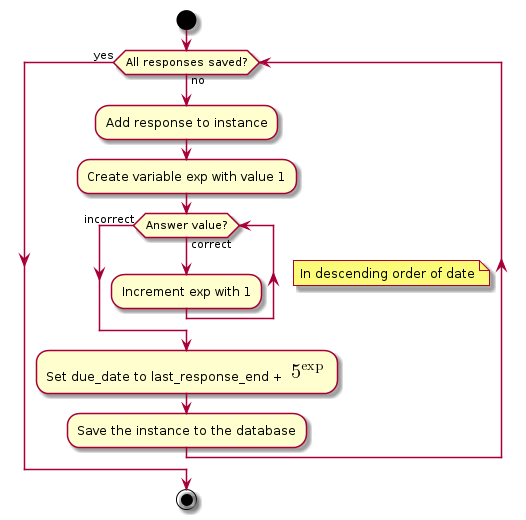 yes
All responses saved?
no
Add response to instance
Create variable exp with value 1
incorrect
Answer value?
correct
In descending order of date
Increment exp with 1
Set due_date to last_response_end + 5^exp
Save the instance to the database